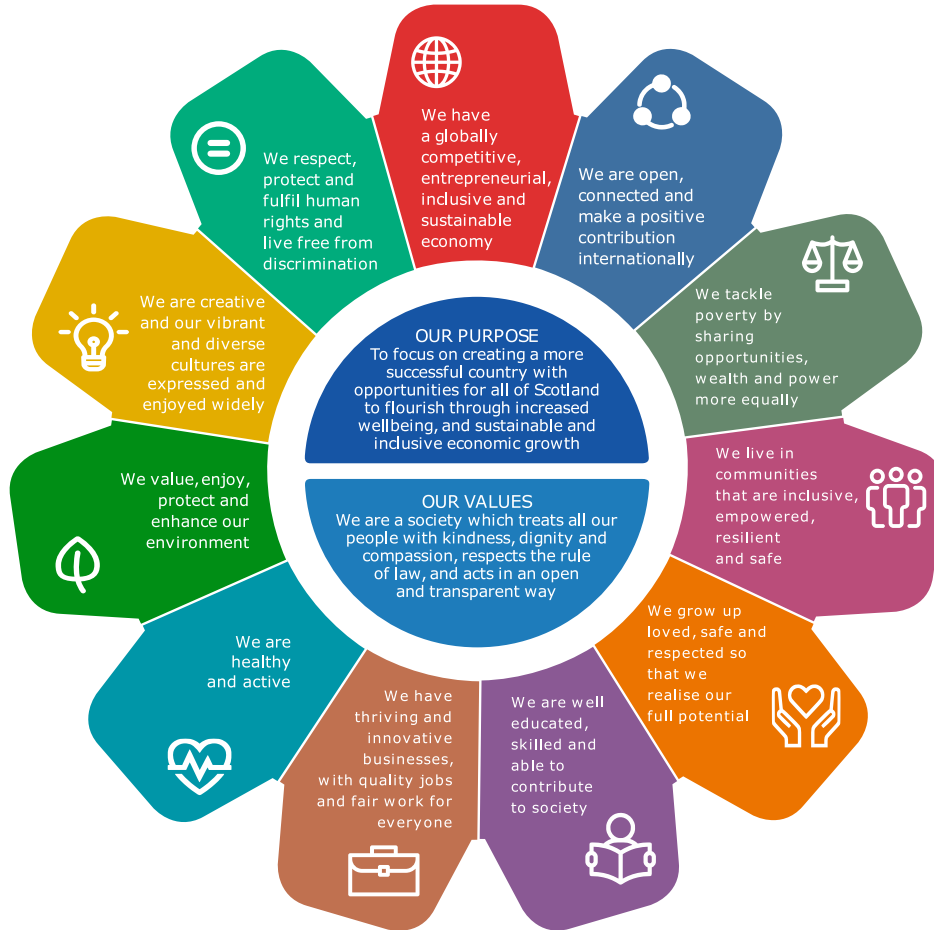 We have
a globally
competitive,
entrepreneurial,
inclusive and
sustainable
economy
We are open,
connected and
make a positive
contribution
internationally
We tackle
poverty by
sharing
opportunities,
wealth and power
more equally
We live in
communities
that are inclusive,
empowered,
resilient
and safe
We grow up
loved, safe and
respected so
that we
realise our
full potential
We are well
educated,
skilled and
able to
contribute
to society
We have
thriving and
innovative
businesses,
with quality jobs
and fair work for
everyone
We are
healthy
and active
We value, enjoy,
protect and
enhance our
environment
We are creative
and our vibrant
and diverse
cultures are
expressed and
enjoyed widely
We respect,
protect and
fulfil human
rights and
live free from
discrimination
OUR PURPOSE
To focus on creating a more
successful country with
opportunities for all of Scotland
to flourish through increased
wellbeing, and sustainable and
inclusive economic growth
OUR VALUES
We are a society which treats all our
people with kindness, dignity and
compassion, respects the rule
of law, and acts in an open
and transparent way